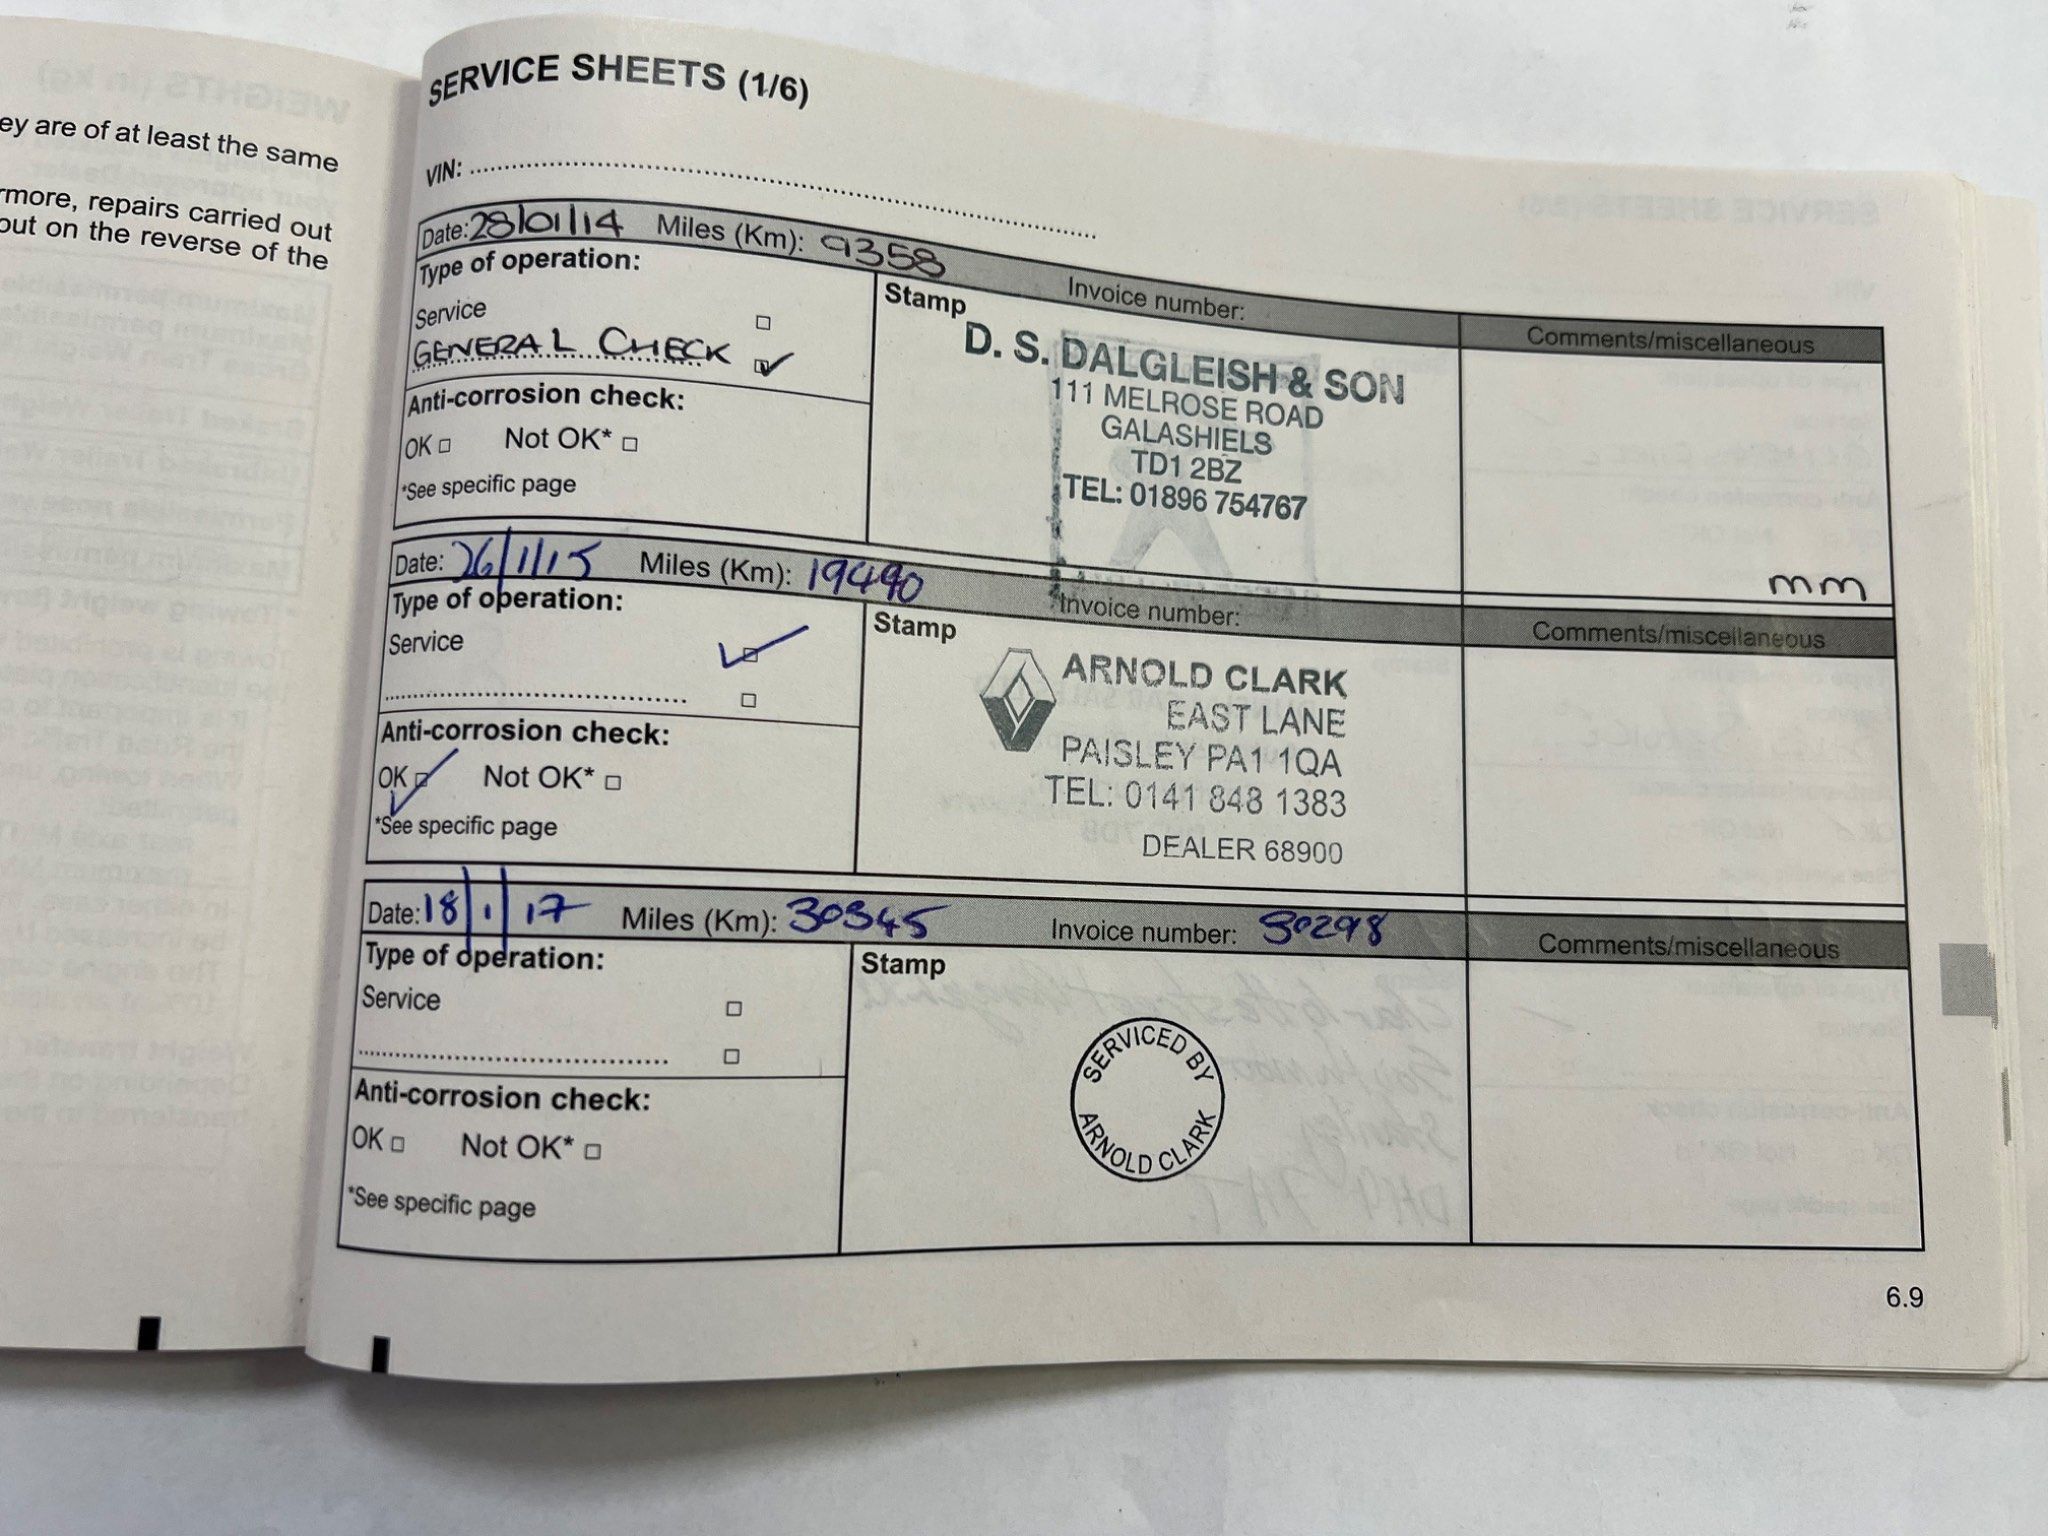 ey are of at least the same
rmore, repairs carried out
out on the reverse of the
SERVICE SHEETS (1/6)
VIN:
Date: 28/01/14 Miles (Km): 9358 Invoice number:
Type of operation:
Service
GENERAL CHECK
Anti-corrosion check:
OK Not OK*
*See specific page
Stamp
D. S. DALGLEISH & SON
111 MELROSE ROAD
GALASHIELS
TD1 2BZ
TEL: 01896 754767
Comments/miscellaneous
mm
Date: 26/1/15 Miles (Km): 19490 Invoice number:
Type of operation:
Service
Anti-corrosion check:
OK Not OK*
*See specific page
Stamp
ARNOLD CLARK
EAST LANE
PAISLEY PA1 1QA
TEL: 0141 848 1383
DEALER 68900
Comments/miscellaneous
Date: 18/1/17 Miles (Km): 30345 Invoice number: 30298
Type of operation:
Service
Anti-corrosion check:
OK Not OK*
*See specific page
Stamp
SERVICED BY
ARNOLD CLARK
Comments/miscellaneous
6.9